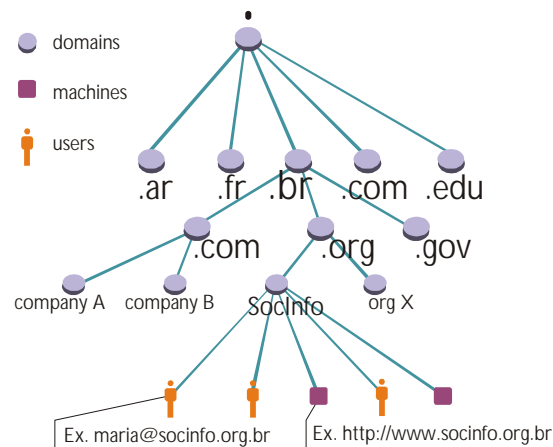 .
domains
machines
users
.ar .fr .br .com .edu
.com .org .gov
company A company B SocInfo org X
Ex. maria@socinfo.org.br Ex. http://www.socinfo.org.br